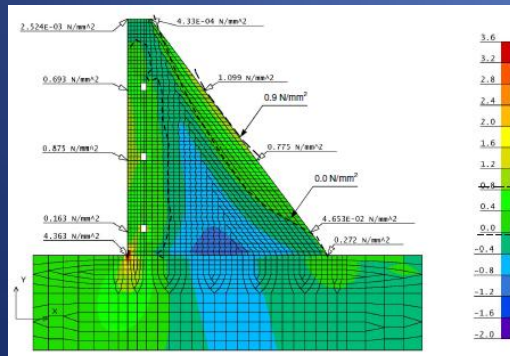 2.524E-03 N/mm^2
4.33E-04 N/mm^2
0.693 N/mm^2
1.099 N/mm^2
0.9 N/mm²
0.873 N/mm^2
0.775 N/mm^2
0.0 N/mm²
0.163 N/mm^2
4.653E-02 N/mm^2
4.363 N/mm^2
0.272 N/mm^2
Y
X
3.6
3.2
2.8
2.4
2.0
1.6
1.2
0.8
0.4
0.0
-0.4
-0.8
-1.2
-1.6
-2.0